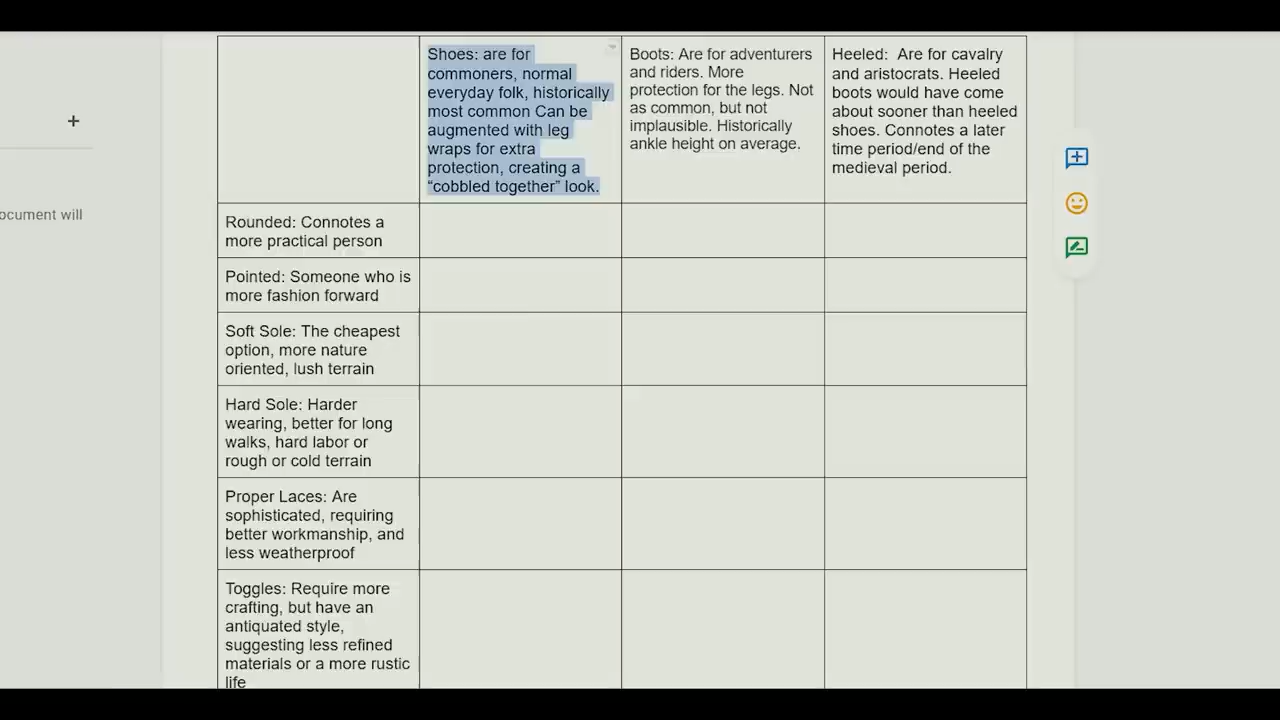 Shoes: are for
commoners, normal
everyday folk, historically
most common Can be
augmented with leg
wraps for extra
protection, creating a
“cobbled together” look.
Boots: Are for adventurers
and riders. More
protection for the legs. Not
as common, but not
implausible. Historically
ankle height on average.
Heeled:  Are for cavalry
and aristocrats. Heeled
boots would have come
about sooner than heeled
shoes. Connotes a later
time period/end of the
medieval period.
ocument will
Rounded: Connotes a
more practical person
Pointed: Someone who is
more fashion forward
Soft Sole: The cheapest
option, more nature
oriented, lush terrain
Hard Sole: Harder
wearing, better for long
walks, hard labor or
rough or cold terrain
Proper Laces: Are
sophisticated, requiring
better workmanship, and
less weatherproof
Toggles: Require more
crafting, but have an
antiquated style,
suggesting less refined
materials or a more rustic
life